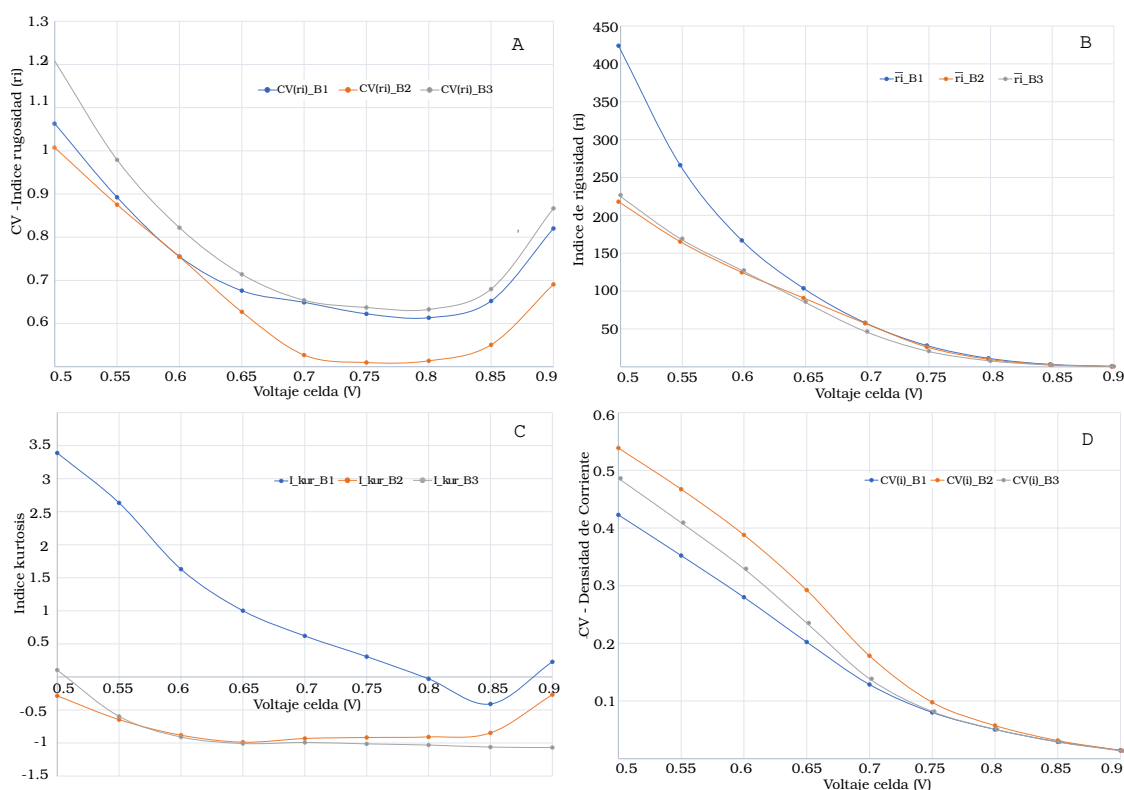 A
CV -Indice rugosidad (ri)
1.3
1.2
1.1
1
0.9
0.8
0.7
0.6
CV(ri)_B1 CV(ri)_B2 CV(ri)_B3
0.5 0.55 0.6 0.65 0.7 0.75 0.8 0.85 0.9
Voltaje celda (V)
B
Indice de rigusidad (ri)
450
400
350
300
250
200
150
100
50
r̅i_B1 r̅i_B2 r̅i_B3
0.5 0.55 0.6 0.65 0.7 0.75 0.8 0.85 0.9
Voltaje celda (V)
C
Indice kurtosis
3.5
3
2.5
2
1.5
1
0.5
-0.5
-1
-1.5
I_kur_B1 I_kur_B2 I_kur_B3
0.5 0.55 0.6 0.65 0.7 0.75 0.8 0.85 0.9
Voltaje celda (V)
D
CV - Densidad de Corriente
0.6
0.5
0.4
0.3
0.2
0.1
CV(i)_B1 CV(i)_B2 CV(i)_B3
0.5 0.55 0.6 0.65 0.7 0.75 0.8 0.85 0.9
Voltaje celda (V)